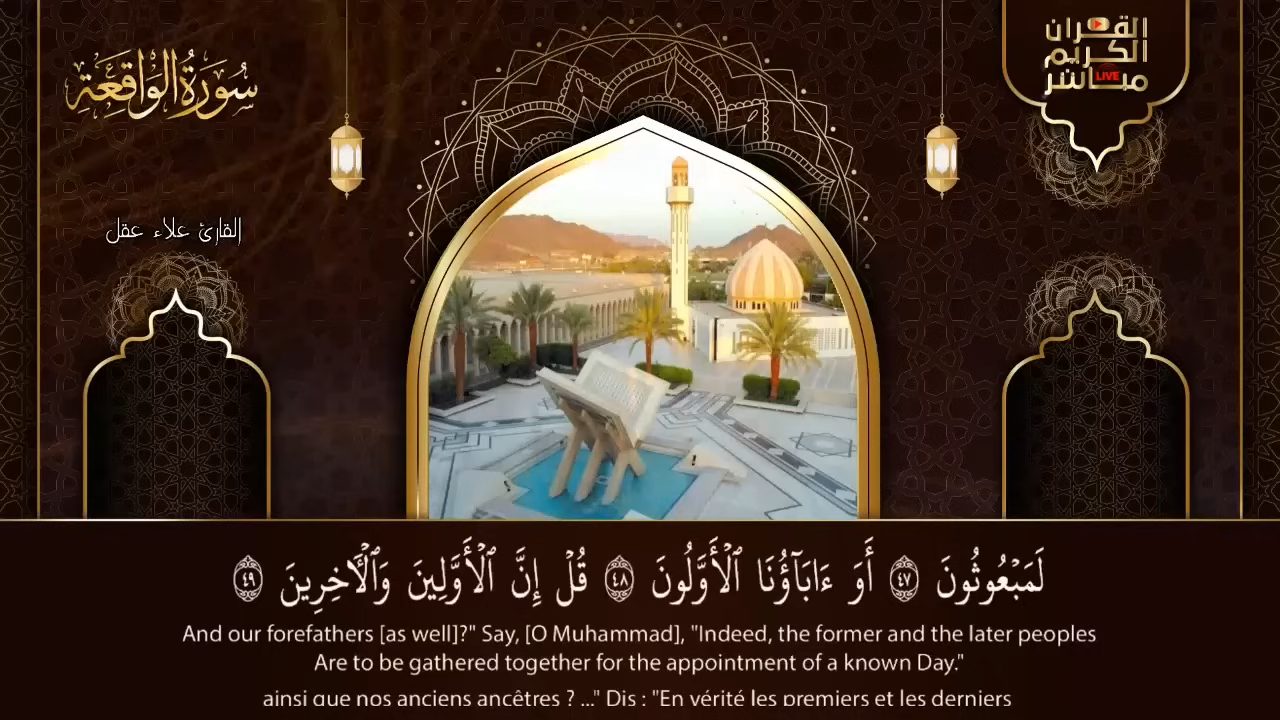 سُورَةُ الوَاقِعَة
القرآن
الكريم
مباشر
LIVE
القارئ علاء عقل
لَمَبۡعُوثُونَ ٤٧ أَوَ ءَابَآؤُنَا ٱلۡأَوَّلُونَ ٤٨ قُلۡ إِنَّ ٱلۡأَوَّلِينَ وَٱلۡأٓخِرِينَ ٤٩
And our forefathers [as well]?" Say, [O Muhammad], "Indeed, the former and the later peoples
Are to be gathered together for the appointment of a known Day."
ainsi que nos anciens ancêtres ? ..." Dis : "En vérité les premiers et les derniers